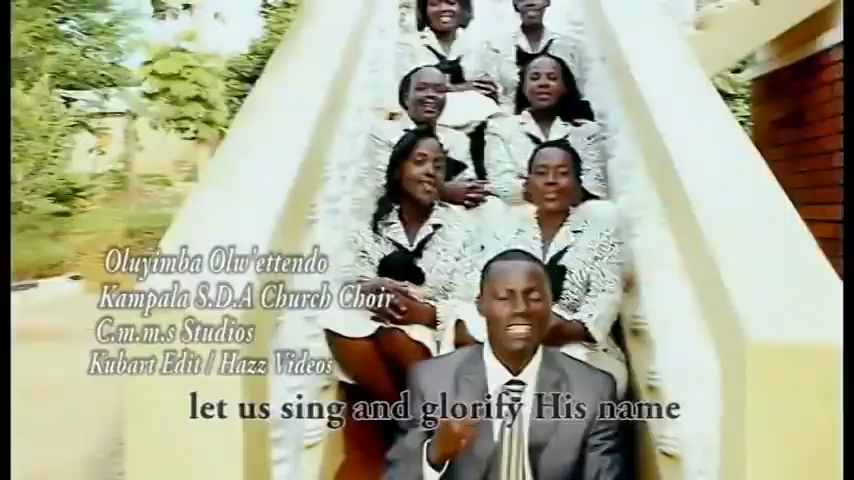 Oluyimba Olw'ettendo
Kampala S.D.A Church Choir
C.m.m.s Studios
Kubart Edit / Hazz Videos
let us sing and glorify His name